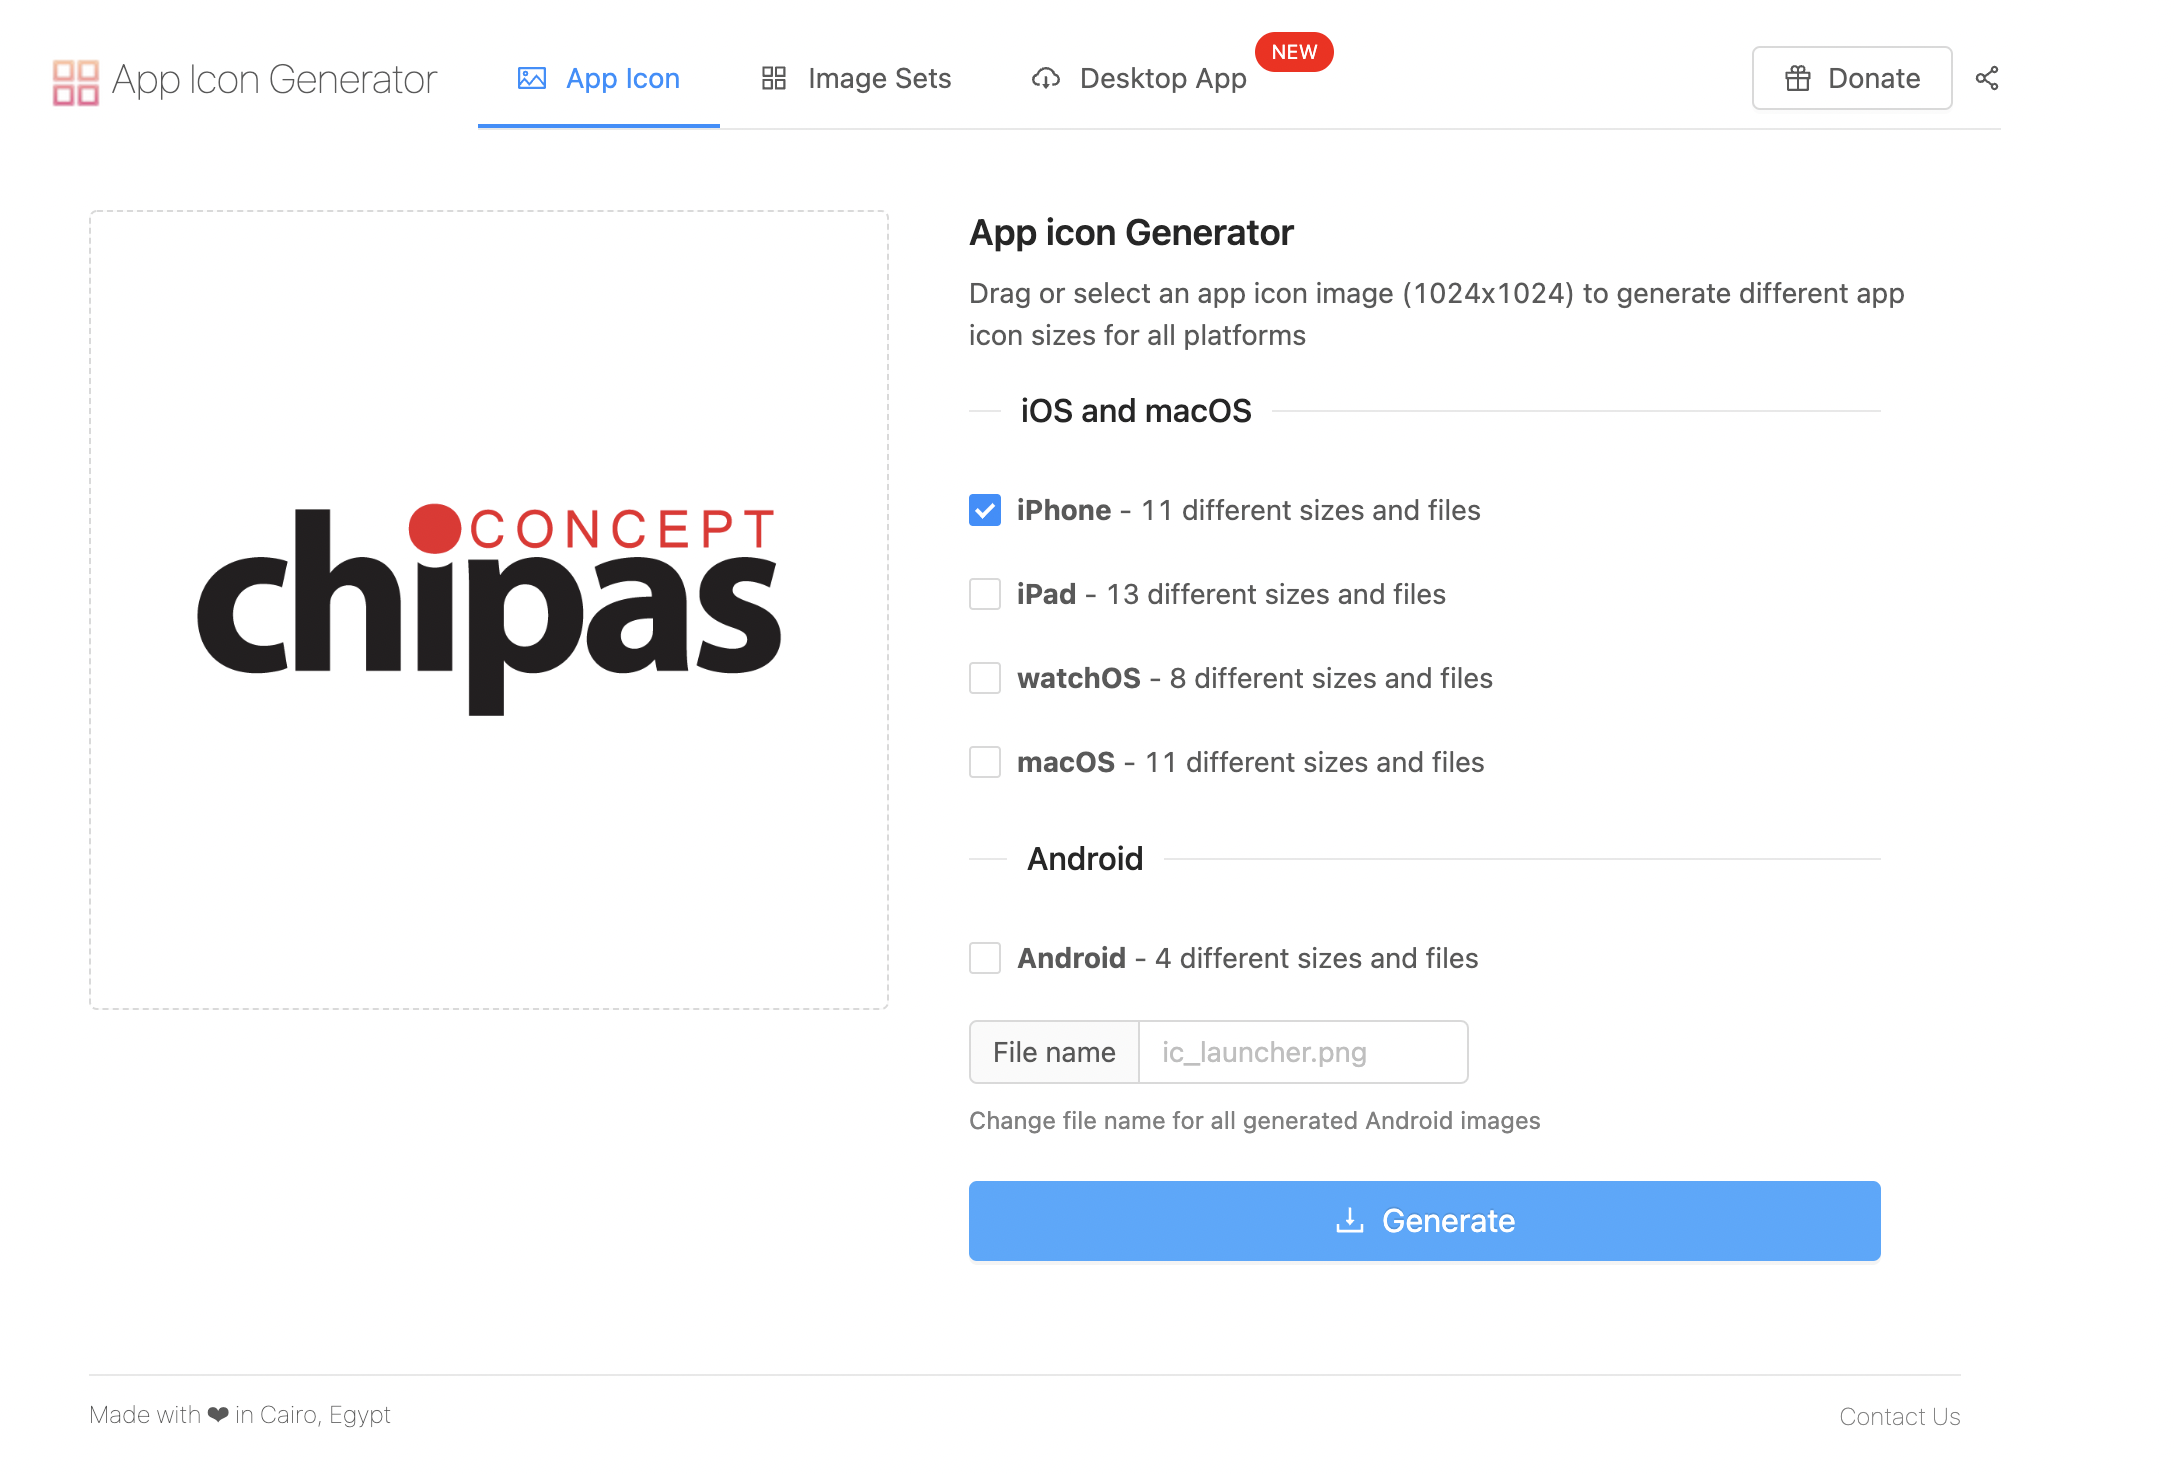 App Icon Generator
App Icon
Image Sets
Desktop App
NEW
Donate
CONCEPT
chipas
App icon Generator
Drag or select an app icon image (1024x1024) to generate different app
icon sizes for all platforms
iOS and macOS
iPhone - 11 different sizes and files
iPad - 13 different sizes and files
watchOS - 8 different sizes and files
macOS - 11 different sizes and files
Android
Android - 4 different sizes and files
File name
ic_launcher.png
Change file name for all generated Android images
Generate
Made with ❤ in Cairo, Egypt
Contact Us